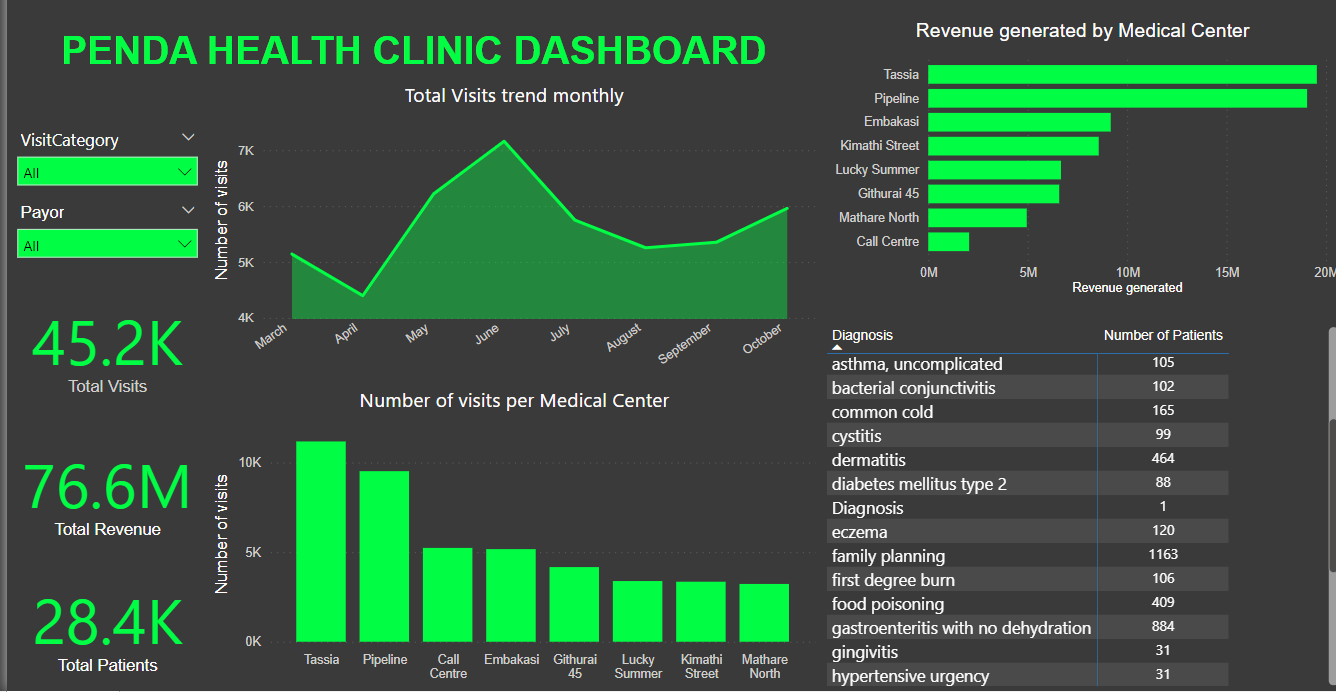 PENDA HEALTH CLINIC DASHBOARD
VisitCategory
All
Payor
All
45.2K
Total Visits
76.6M
Total Revenue
28.4K
Total Patients
Total Visits trend monthly
Number of visits
7K
6K
5K
4K
March
April
May
June
July
August
September
October
Number of visits per Medical Center
Number of visits
10K
5K
0K
Tassia
Pipeline
Call
Centre
Embakasi
Githurai
45
Lucky
Summer
Kimathi
Street
Mathare
North
Revenue generated by Medical Center
Tassia
Pipeline
Embakasi
Kimathi Street
Lucky Summer
Githurai 45
Mathare North
Call Centre
0M 5M 10M 15M 20M
Revenue generated
Diagnosis Number of Patients
asthma, uncomplicated 105
bacterial conjunctivitis 102
common cold 165
cystitis 99
dermatitis 464
diabetes mellitus type 2 88
Diagnosis 1
eczema 120
family planning 1163
first degree burn 106
food poisoning 409
gastroenteritis with no dehydration 884
gingivitis 31
hypertensive urgency 31